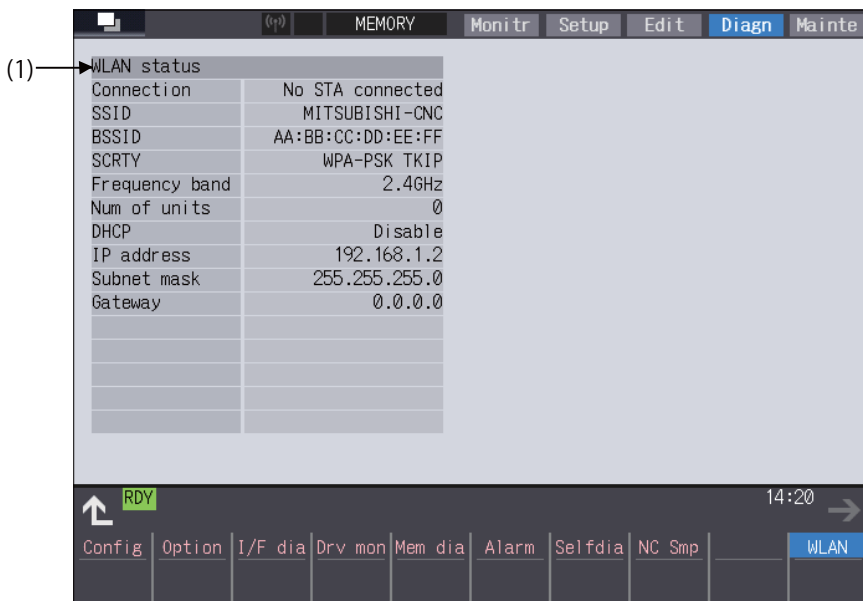 MEMORY Monitr Setup Edit Diagn Mainte
(1)
WLAN status
Connection No STA connected
SSID MITSUBISHI-CNC
BSSID AA:BB:CC:DD:EE:FF
SCRTY WPA-PSK TKIP
Frequency band 2.4GHz
Num of units 0
DHCP Disable
IP address 192.168.1.2
Subnet mask 255.255.255.0
Gateway 0.0.0.0
RDY 14:20
Config Option I/F dia Drv mon Mem dia Alarm Selfdia NC Smp WLAN